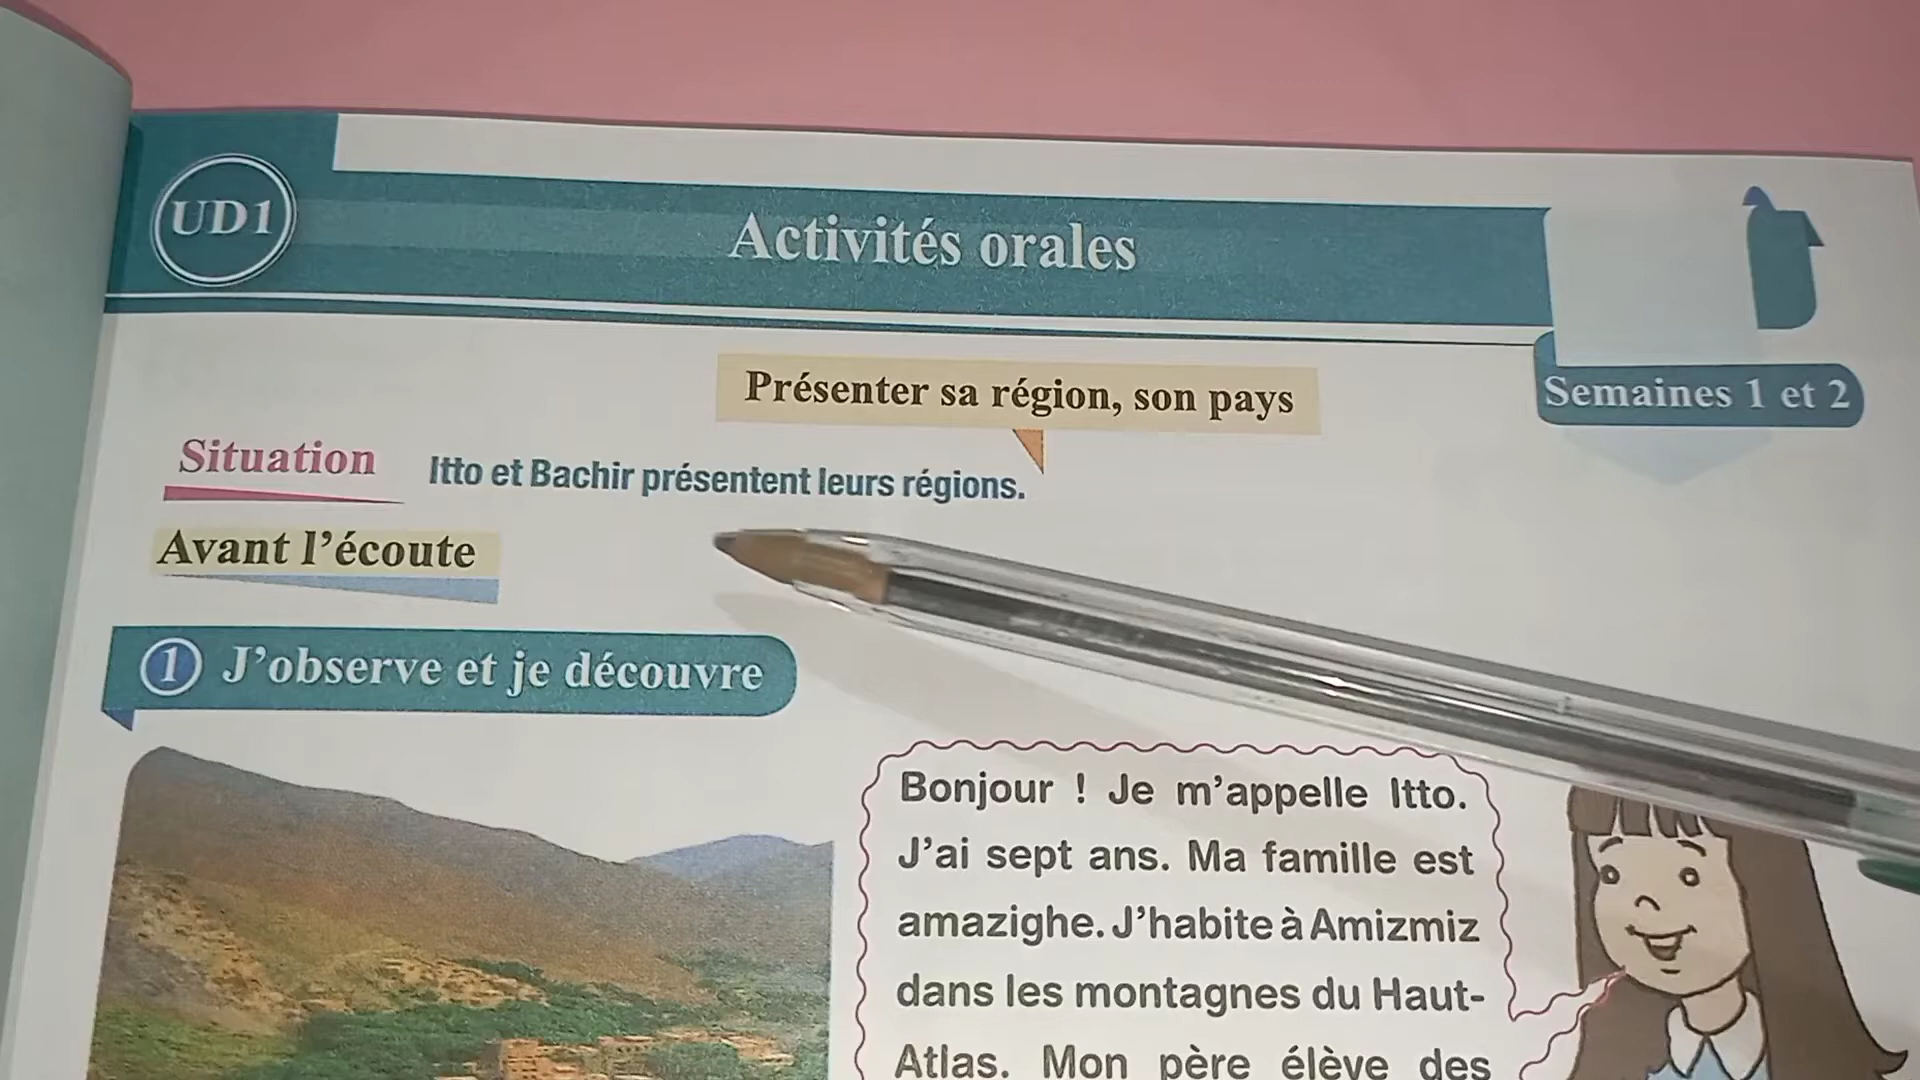 UD1
Activités orales
Présenter sa région, son pays
Semaines 1 et 2
Situation
Itto et Bachir présentent leurs régions.
Avant l'écoute
1 J'observe et je découvre
Bonjour ! Je m'appelle Itto.
J'ai sept ans. Ma famille est
amazighe. J'habite à Amizmiz
dans les montagnes du Haut-
Atlas. Mon père élève des